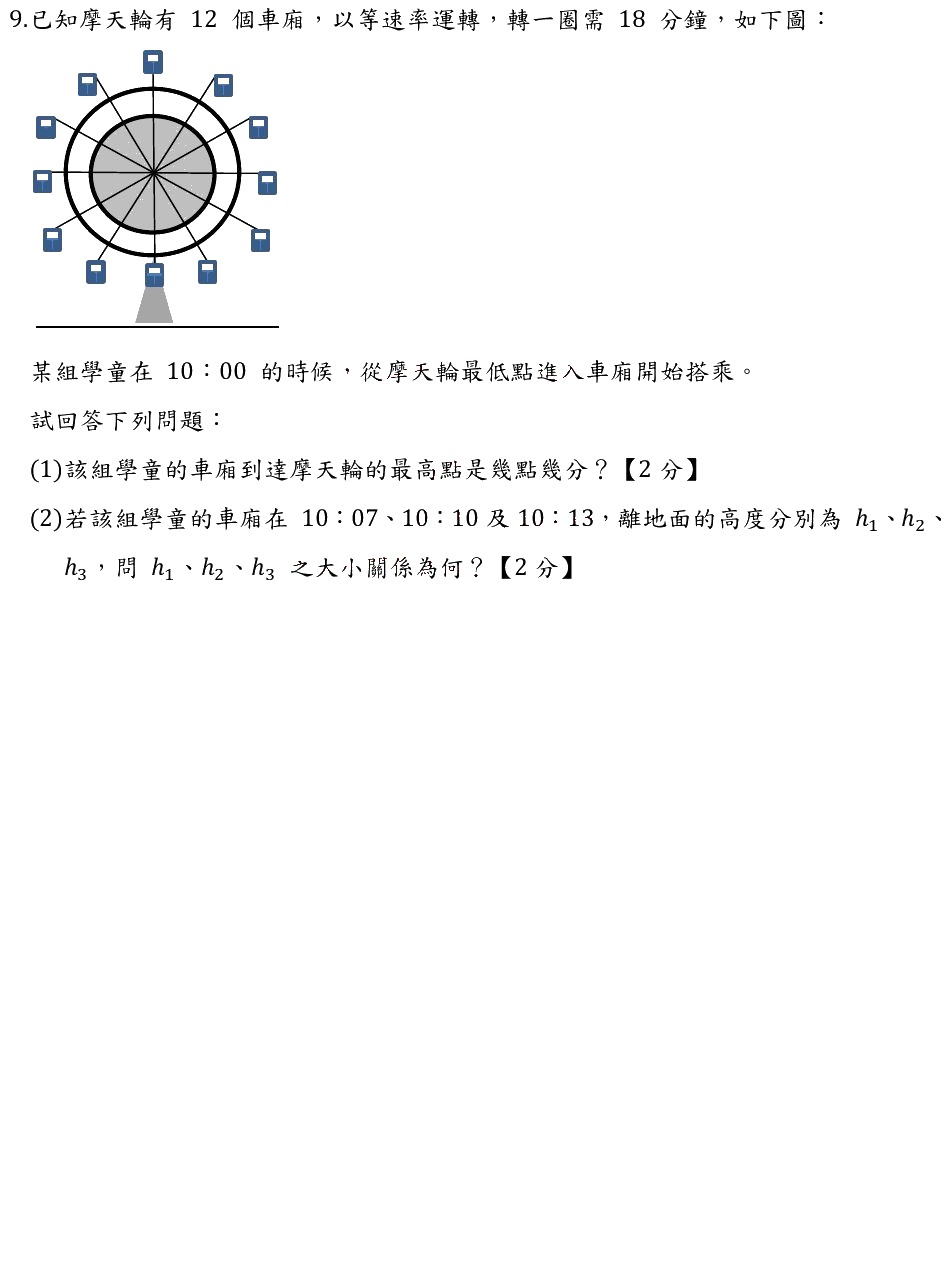 9.已知摩天輪有 12 個車廂，以等速率運轉，轉一圈需 18 分鐘，如下圖：
某組學童在 10：00 的時候，從摩天輪最低點進入車廂開始搭乘。
試回答下列問題：
(1)該組學童的車廂到達摩天輪的最高點是幾點幾分？【2 分】
(2)若該組學童的車廂在 10：07、10：10 及 10：13，離地面的高度分別為 h₁、h₂、
h₃，問 h₁、h₂、h₃ 之大小關係為何？【2 分】